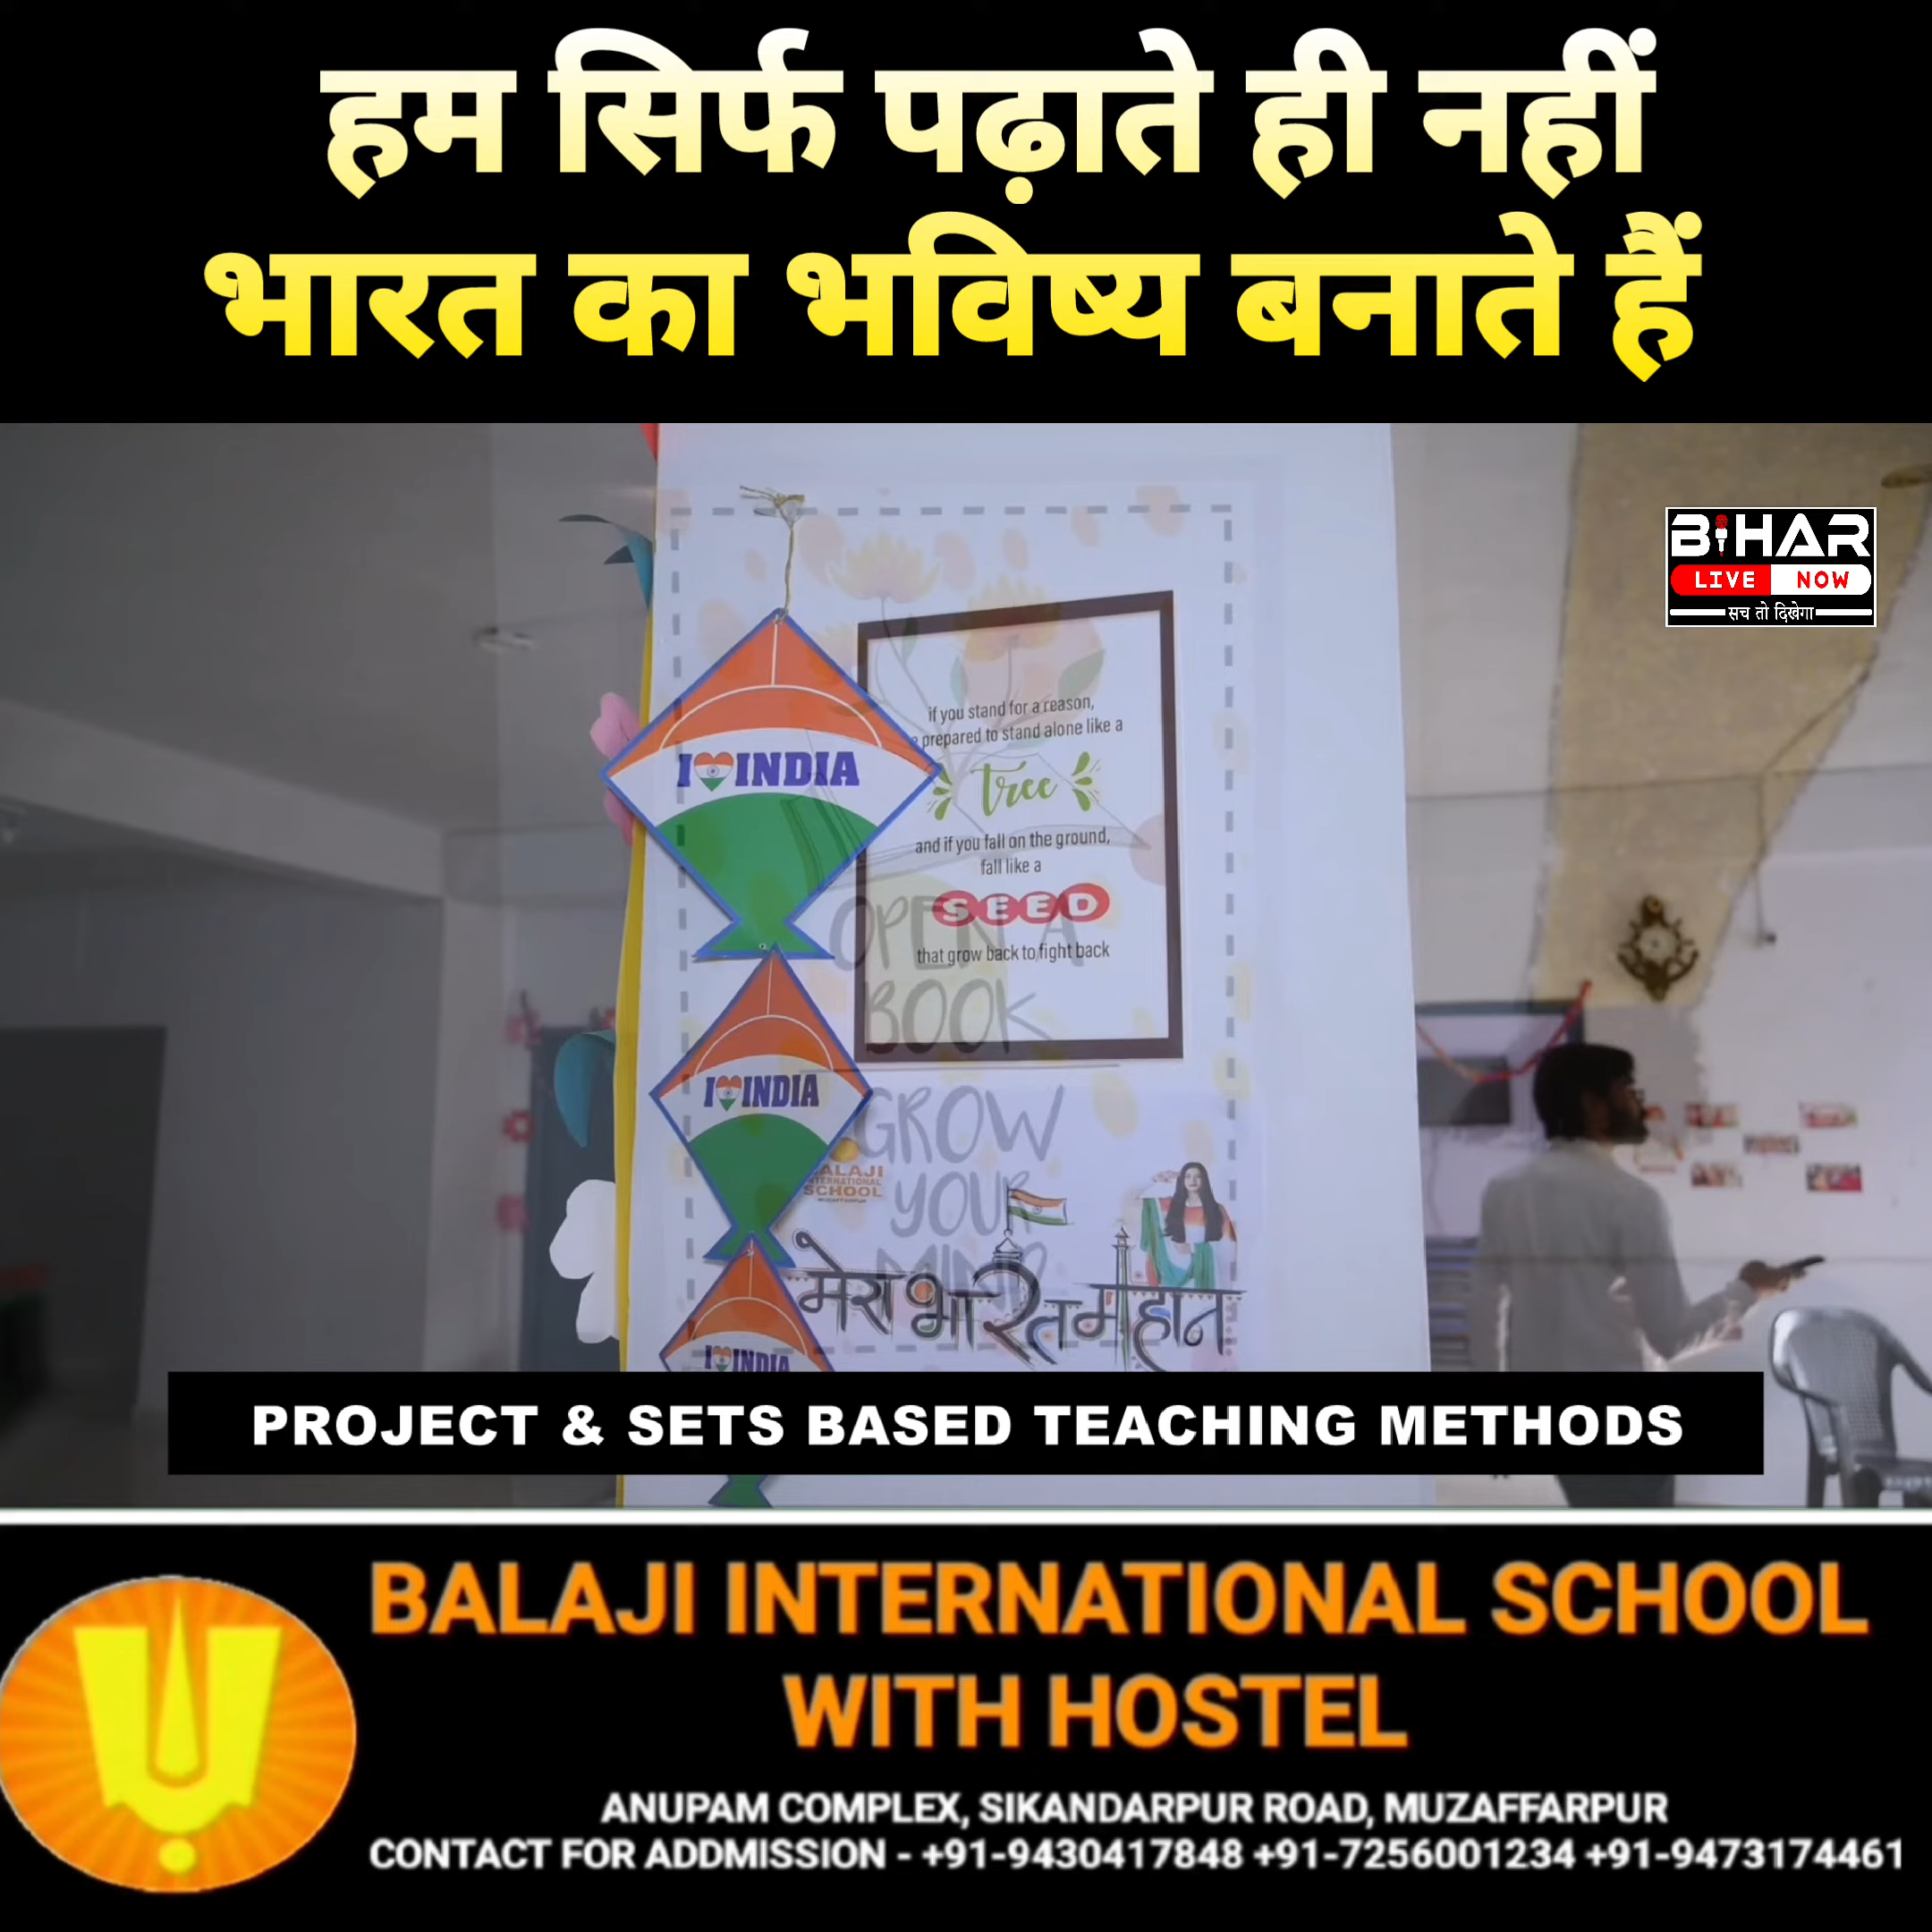 हम सिर्फ पढ़ाते ही नहीं
भारत का भविष्य बनाते हैं
BIHAR
LIVE NOW
सच तो दिखेगा
if you stand for a reason,
prepared to stand alone like a
tree
and if you fall on the ground,
fall like a
SEED
that grow back to fight back
I INDIA
I INDIA
I INDIA
OPEN A
BOOK
GROW
YOUR
MIND
BALAJI
INTERNATIONAL
SCHOOL
मेरा भारत महान
PROJECT & SETS BASED TEACHING METHODS
BALAJI INTERNATIONAL SCHOOL
WITH HOSTEL
ANUPAM COMPLEX, SIKANDARPUR ROAD, MUZAFFARPUR
CONTACT FOR ADDMISSION - +91-9430417848 +91-7256001234 +91-9473174461